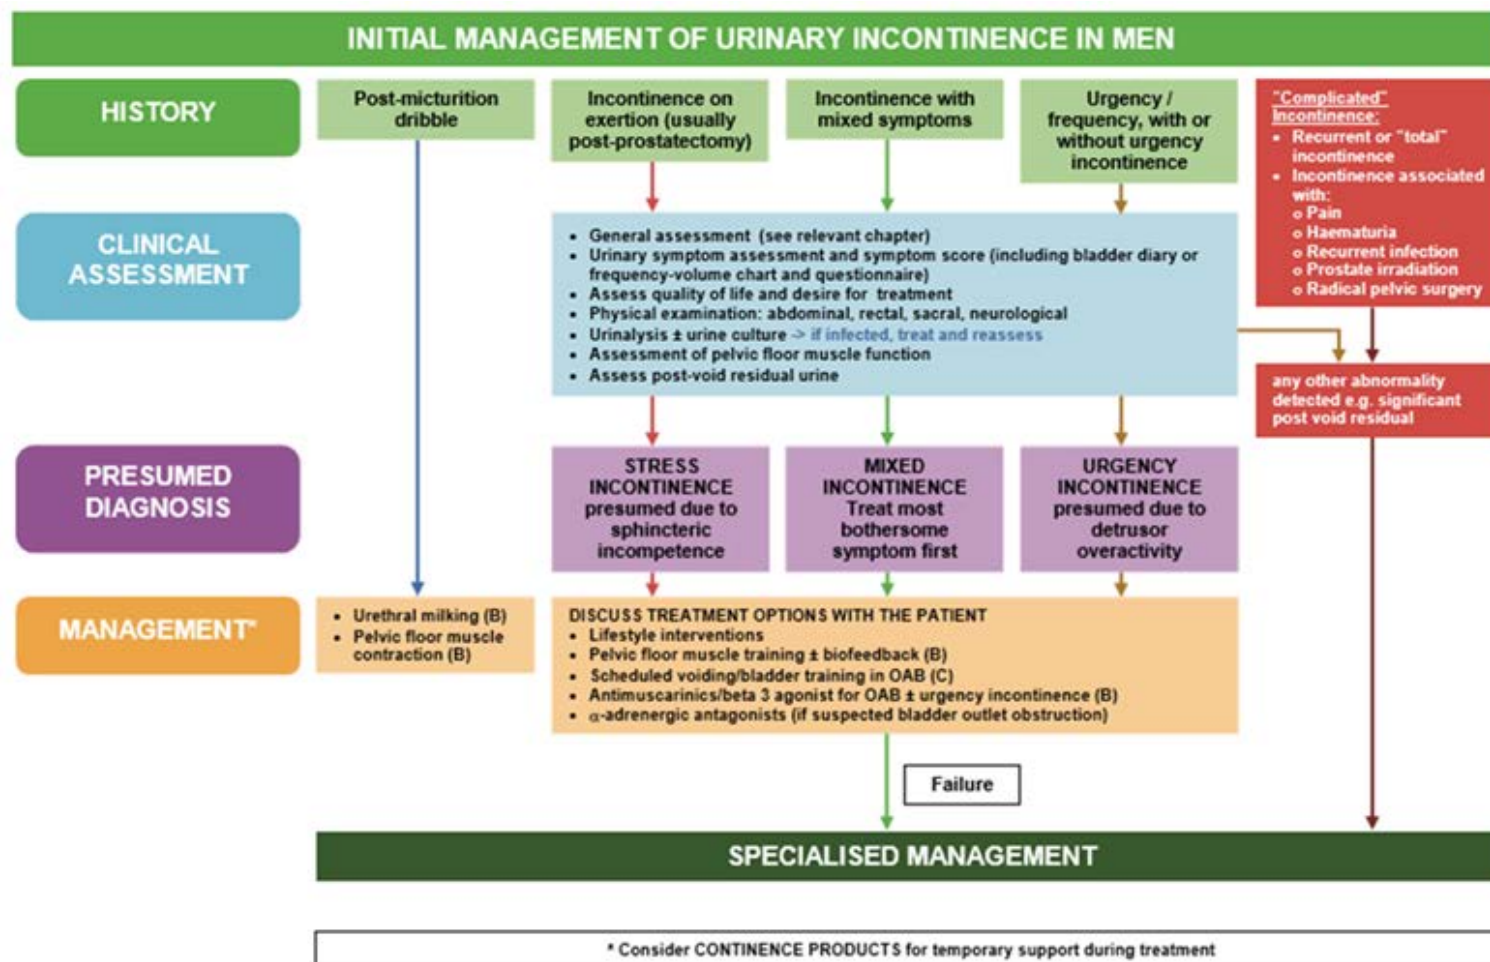 INITIAL MANAGEMENT OF URINARY INCONTINENCE IN MEN
HISTORY
Post-micturition
dribble
Incontinence on
exertion (usually
post-prostatectomy)
Incontinence with
mixed symptoms
Urgency /
frequency, with or
without urgency
incontinence
"Complicated"
Incontinence:
• Recurrent or "total"
incontinence
• Incontinence associated
with:
o Pain
o Haematuria
o Recurrent infection
o Prostate irradiation
o Radical pelvic surgery
CLINICAL
ASSESSMENT
• General assessment (see relevant chapter)
• Urinary symptom assessment and symptom score (including bladder diary or
frequency-volume chart and questionnaire)
• Assess quality of life and desire for treatment
• Physical examination: abdominal, rectal, sacral, neurological
• Urinalysis ± urine culture -> if infected, treat and reassess
• Assessment of pelvic floor muscle function
• Assess post-void residual urine
any other abnormality
detected e.g. significant
post void residual
PRESUMED
DIAGNOSIS
STRESS
INCONTINENCE
presumed due to
sphincteric
incompetence
MIXED
INCONTINENCE
Treat most
bothersome
symptom first
URGENCY
INCONTINENCE
presumed due to
detrusor
overactivity
MANAGEMENT*
• Urethral milking (B)
• Pelvic floor muscle
contraction (B)
DISCUSS TREATMENT OPTIONS WITH THE PATIENT
• Lifestyle interventions
• Pelvic floor muscle training ± biofeedback (B)
• Scheduled voiding/bladder training in OAB (C)
• Antimuscarinics/beta 3 agonist for OAB ± urgency incontinence (B)
• α-adrenergic antagonists (if suspected bladder outlet obstruction)
Failure
SPECIALISED MANAGEMENT
* Consider CONTINENCE PRODUCTS for temporary support during treatment